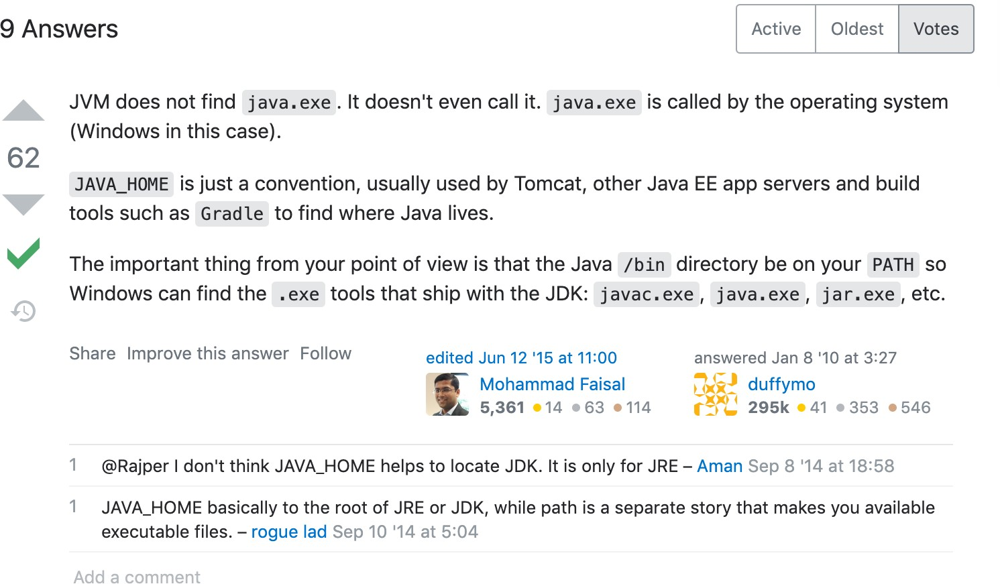 9 Answers
Active Oldest Votes
JVM does not find java.exe. It doesn't even call it. java.exe is called by the operating system
(Windows in this case).
62
JAVA_HOME is just a convention, usually used by Tomcat, other Java EE app servers and build
tools such as Gradle to find where Java lives.
The important thing from your point of view is that the Java /bin directory be on your PATH so
Windows can find the .exe tools that ship with the JDK: javac.exe, java.exe, jar.exe, etc.
Share Improve this answer Follow
edited Jun 12 '15 at 11:00
Mohammad Faisal
5,361 14 63 114
answered Jan 8 '10 at 3:27
duffymo
295k 41 353 546
1 @Rajper I don't think JAVA_HOME helps to locate JDK. It is only for JRE – Aman Sep 8 '14 at 18:58
1 JAVA_HOME basically to the root of JRE or JDK, while path is a separate story that makes you available
executable files. – rogue lad Sep 10 '14 at 5:04
Add a comment